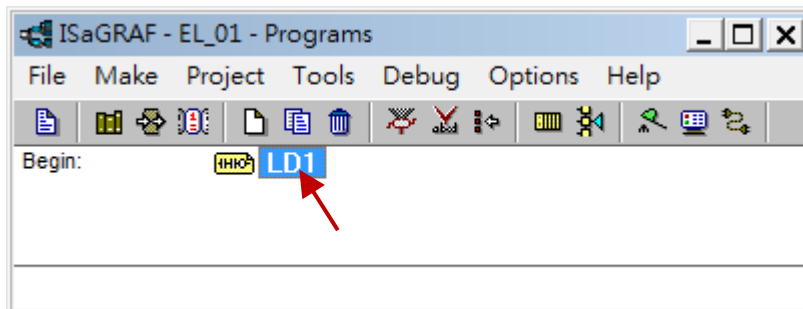 ISaGRAF - EL_01 - Programs
File Make Project Tools Debug Options Help
Begin: LD1